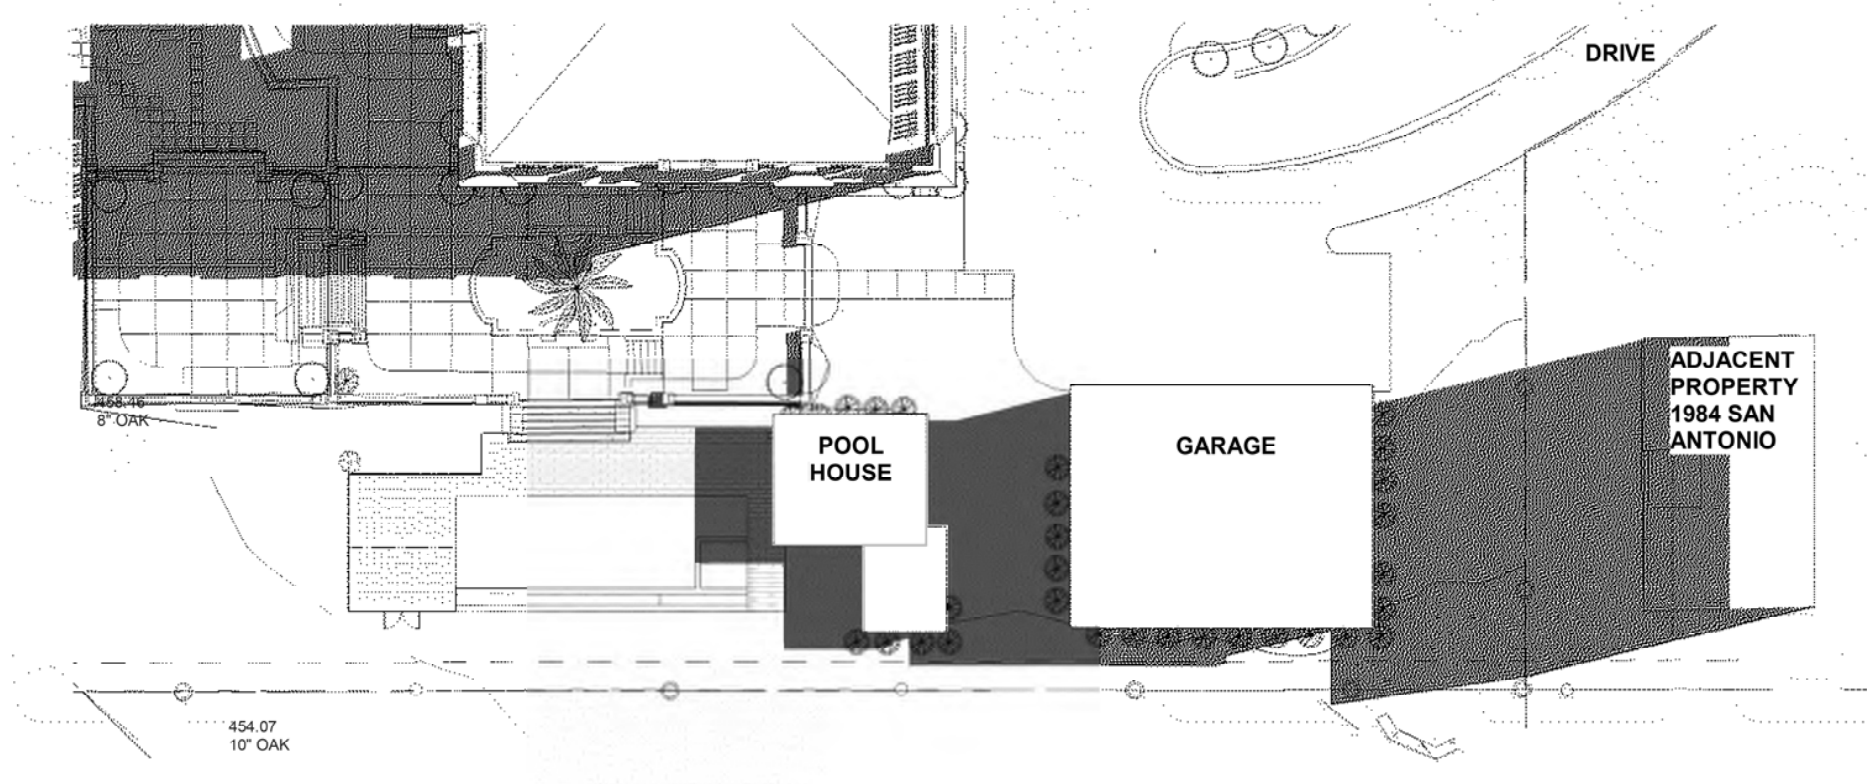 DRIVE
ADJACENT
PROPERTY
1984 SAN
ANTONIO
8" OAK
POOL
HOUSE
GARAGE
454.07
10" OAK